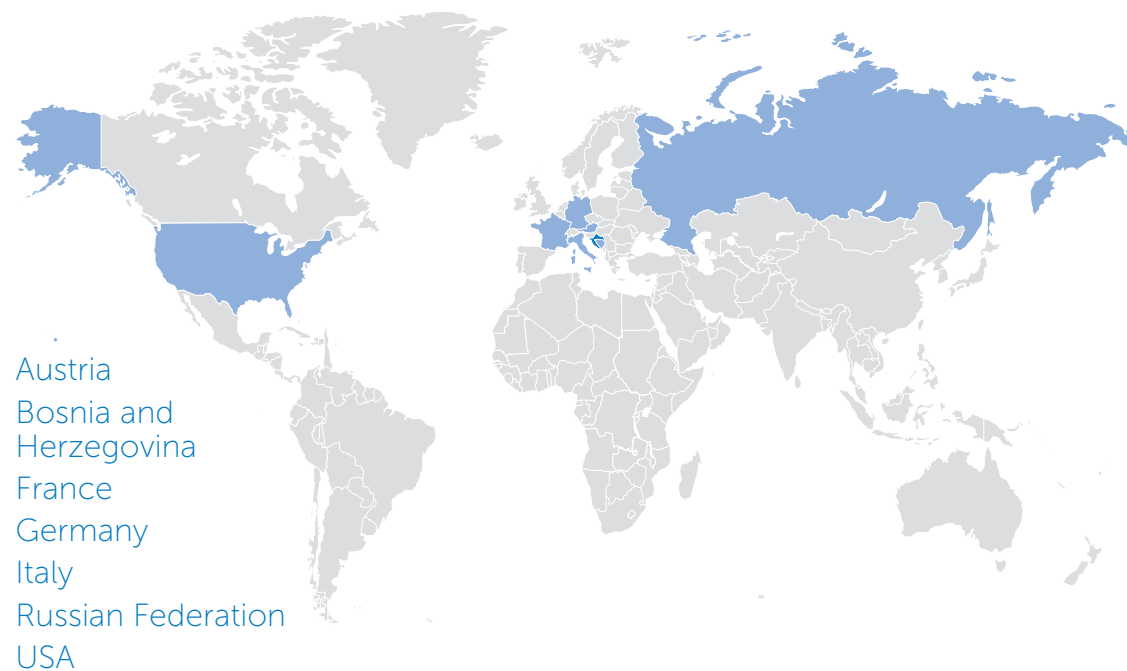 Austria
Bosnia and
Herzegovina
France
Germany
Italy
Russian Federation
USA